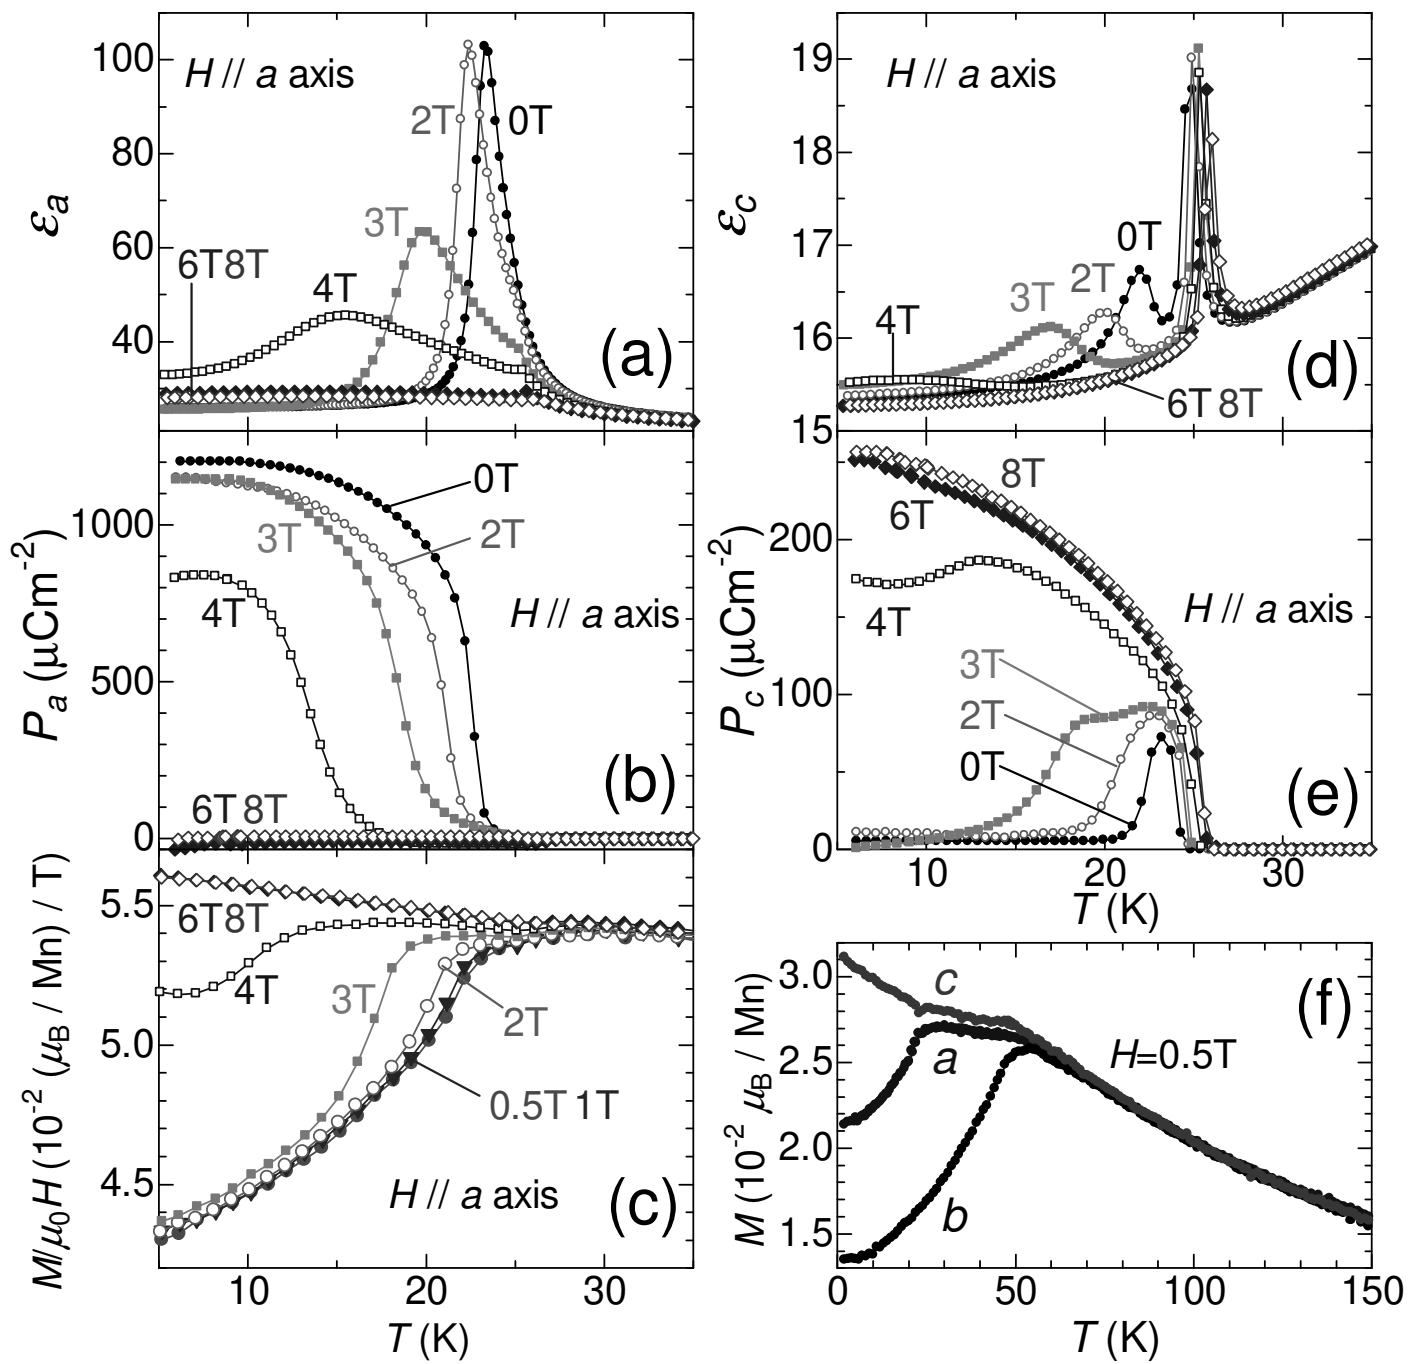 H // a axis
2T
0T
3T
6T 8T
4T
(a)
εa
100
80
60
40
0T
3T
2T
4T
H // a axis
6T 8T
(b)
Pa (μCm-2)
1000
500
0
6T 8T
4T
3T
2T
0.5T 1T
H // a axis
(c)
M/μ0H (10-2 (μB / Mn) / T)
5.5
5.0
4.5
10
20
30
T (K)
H // a axis
0T
2T
3T
4T
6T 8T
(d)
εc
19
18
17
16
15
8T
6T
4T
H // a axis
3T
2T
0T
(e)
Pc (μCm-2)
200
100
0
10
20
30
T (K)
c
a
b
H=0.5T
(f)
M (10-2 μB / Mn)
3.0
2.5
2.0
1.5
0
50
100
150
T (K)